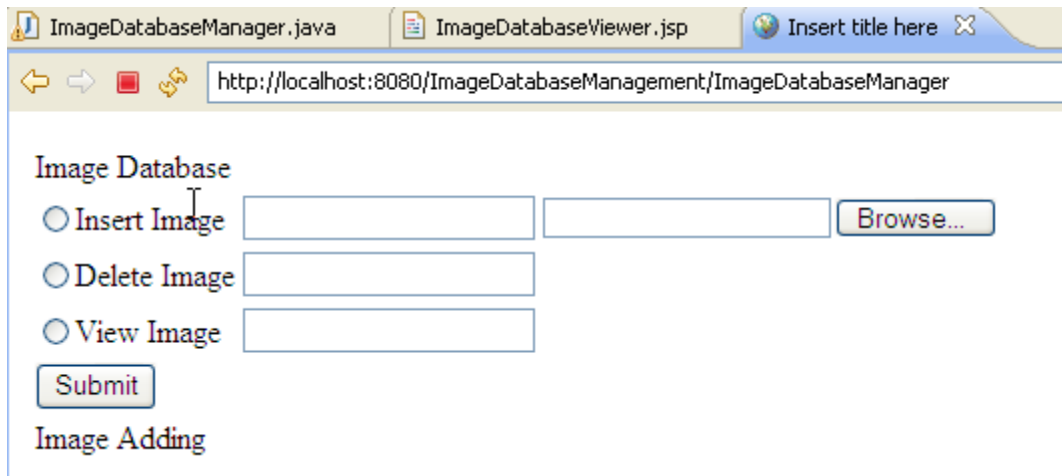 ImageDatabaseManager.java ImageDatabaseViewer.jsp Insert title here
http://localhost:8080/ImageDatabaseManagement/ImageDatabaseManager
Image Database
Insert Image Browse...
Delete Image
View Image
Submit
Image Adding